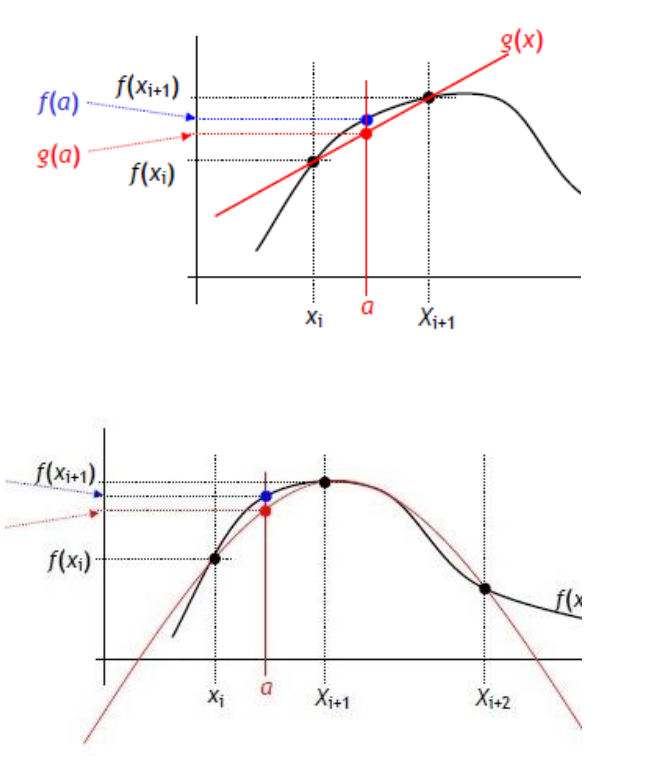 g(x)
f(xi+1)
f(a)
g(a)
f(xi)
xi
a
Xi+1
f(xi+1)
f(xi)
f(x
xi
a
Xi+1
Xi+2